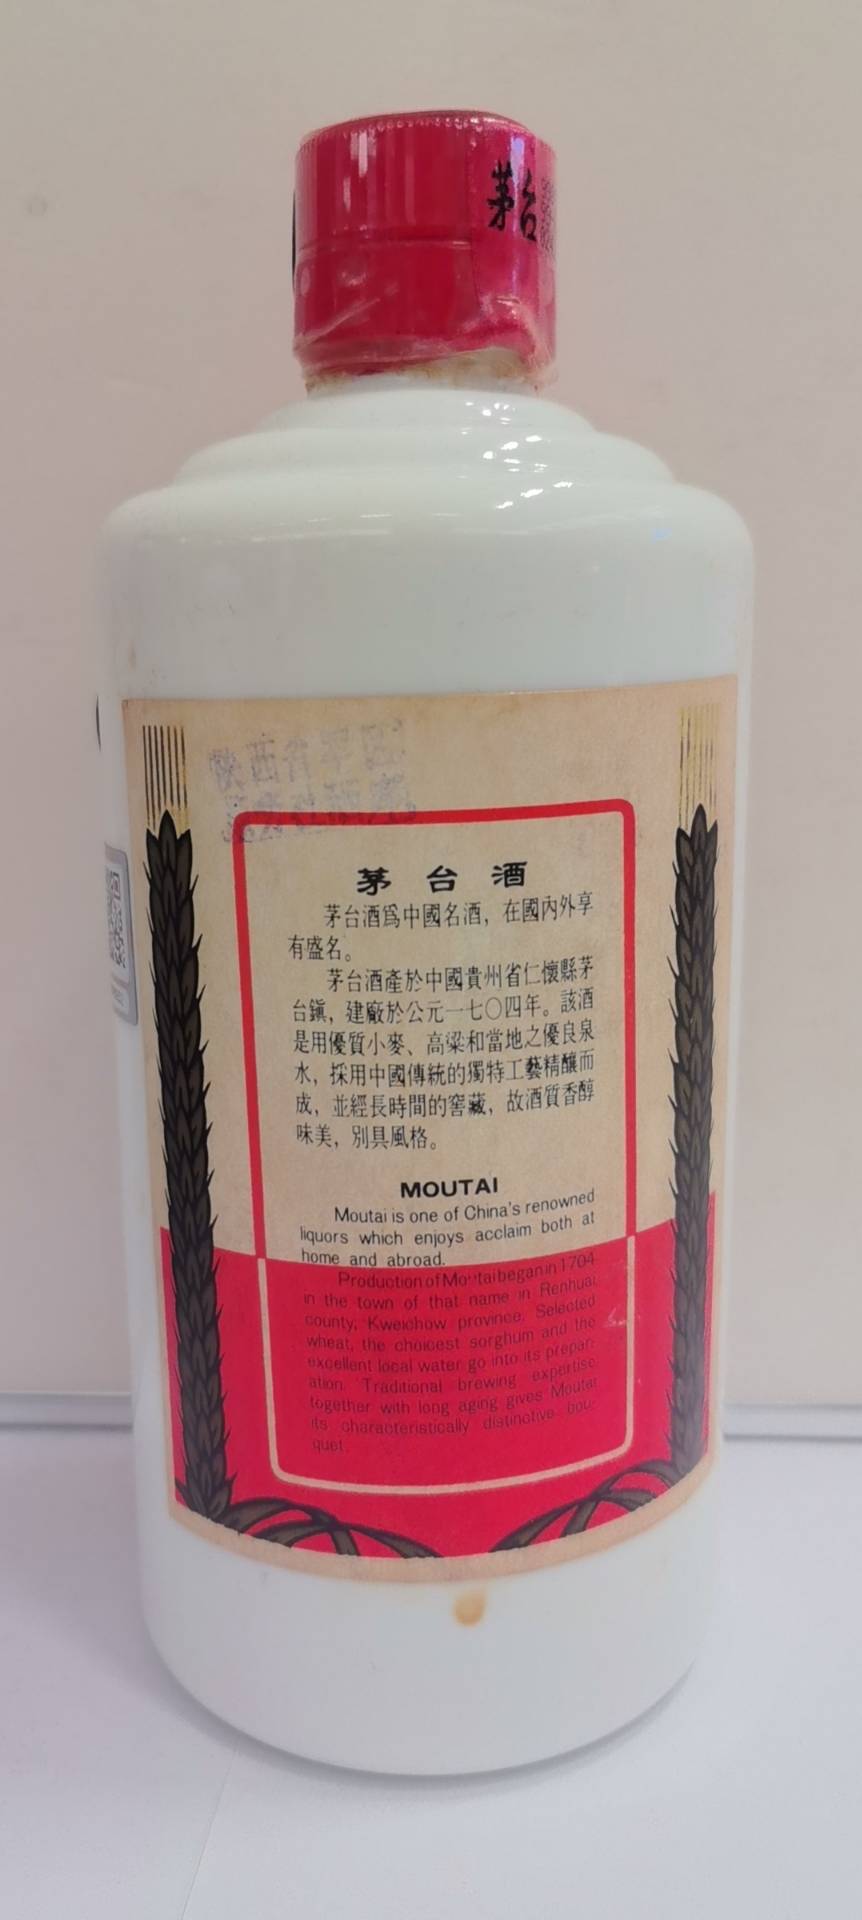 茅台
陝西省軍區
茅台酒
茅台酒爲中國名酒，在國內外享
有盛名。
茅台酒產於中國貴州省仁懷縣茅
台鎭，建廠於公元一七〇四年。該酒
是用優質小麥、高粱和當地之優良泉
水，採用中國傳統的獨特工藝精釀而
成，並經長時間的窖藏，故酒質香醇
味美，別具風格。
MOUTAI
Moutai is one of China's renowned
liquors which enjoys acclaim both at
home and abroad.
Production of Moutai began in 1704
in the town of that name in Renhuai
county, Kweichow province. Selected
wheat, the choicest sorghum and the
excellent local water go into its prepar-
ation. Traditional brewing expertise
together with long aging gives Moutai
its characteristically distinctive bou-
quet.